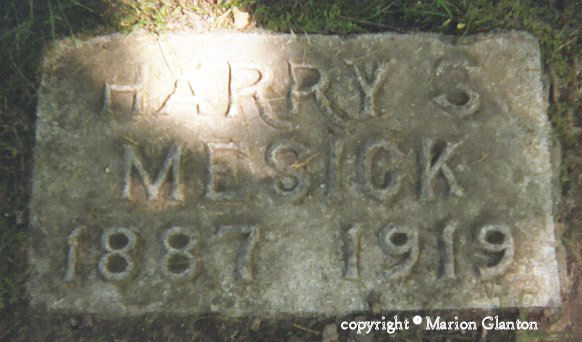 HARRY S
MESICK
1887 1919
copyright © Marion Glanton